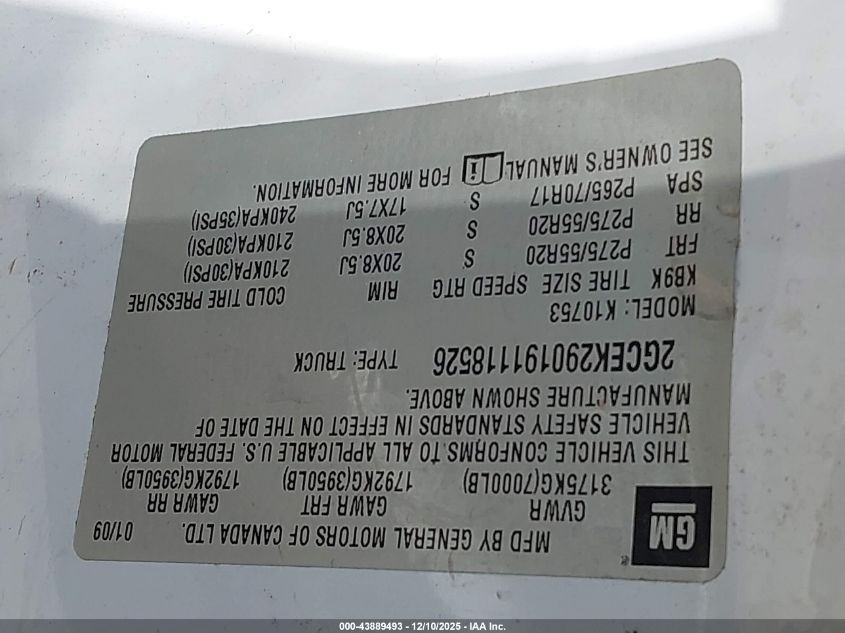 MFD BY GENERAL MOTORS OF CANADA LTD. 01/09
GM ®
GVWR GAWR FRT GAWR RR
3175KG(7000LB) 1792KG(3950LB) 1792KG(3950LB)
THIS VEHICLE CONFORMS TO ALL APPLICABLE U.S. FEDERAL MOTOR
VEHICLE SAFETY STANDARDS IN EFFECT ON THE DATE OF
MANUFACTURE SHOWN ABOVE.
2GCEK290191118526 TYPE: TRUCK
MODEL: K10753
KB9K TIRE SIZE SPEED RTG RIM COLD TIRE PRESSURE
FRT P275/55R20 S 20X8.5J 210KPA(30PSI)
RR P275/55R20 S 20X8.5J 210KPA(30PSI)
SPA P265/70R17 S 17X7.5J 240KPA(35PSI)
SEE OWNER'S MANUAL i FOR MORE INFORMATION.
000-43889493 - 12/10/2025 - IAA Inc.